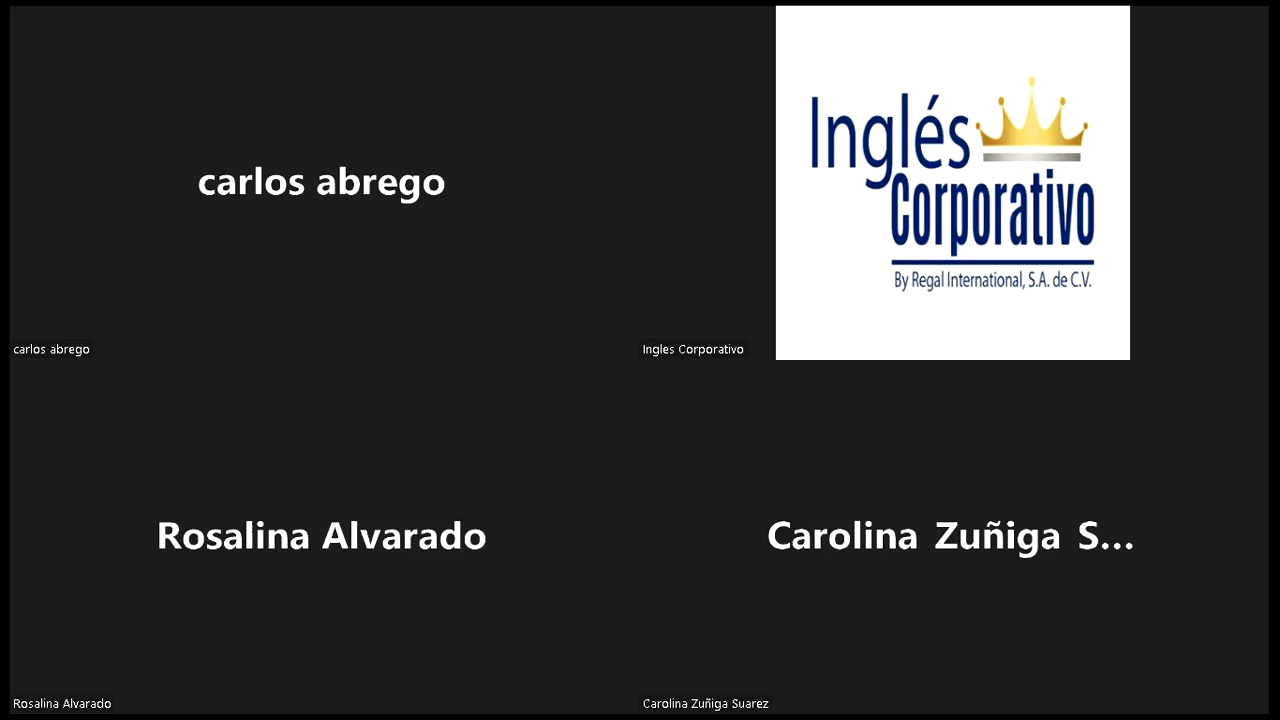 carlos abrego
carlos abrego
Inglés
Corporativo
By Regal International, S.A. de C.V.
Ingles Corporativo
Rosalina Alvarado
Rosalina Alvarado
Carolina Zuñiga S...
Carolina Zuñiga Suarez